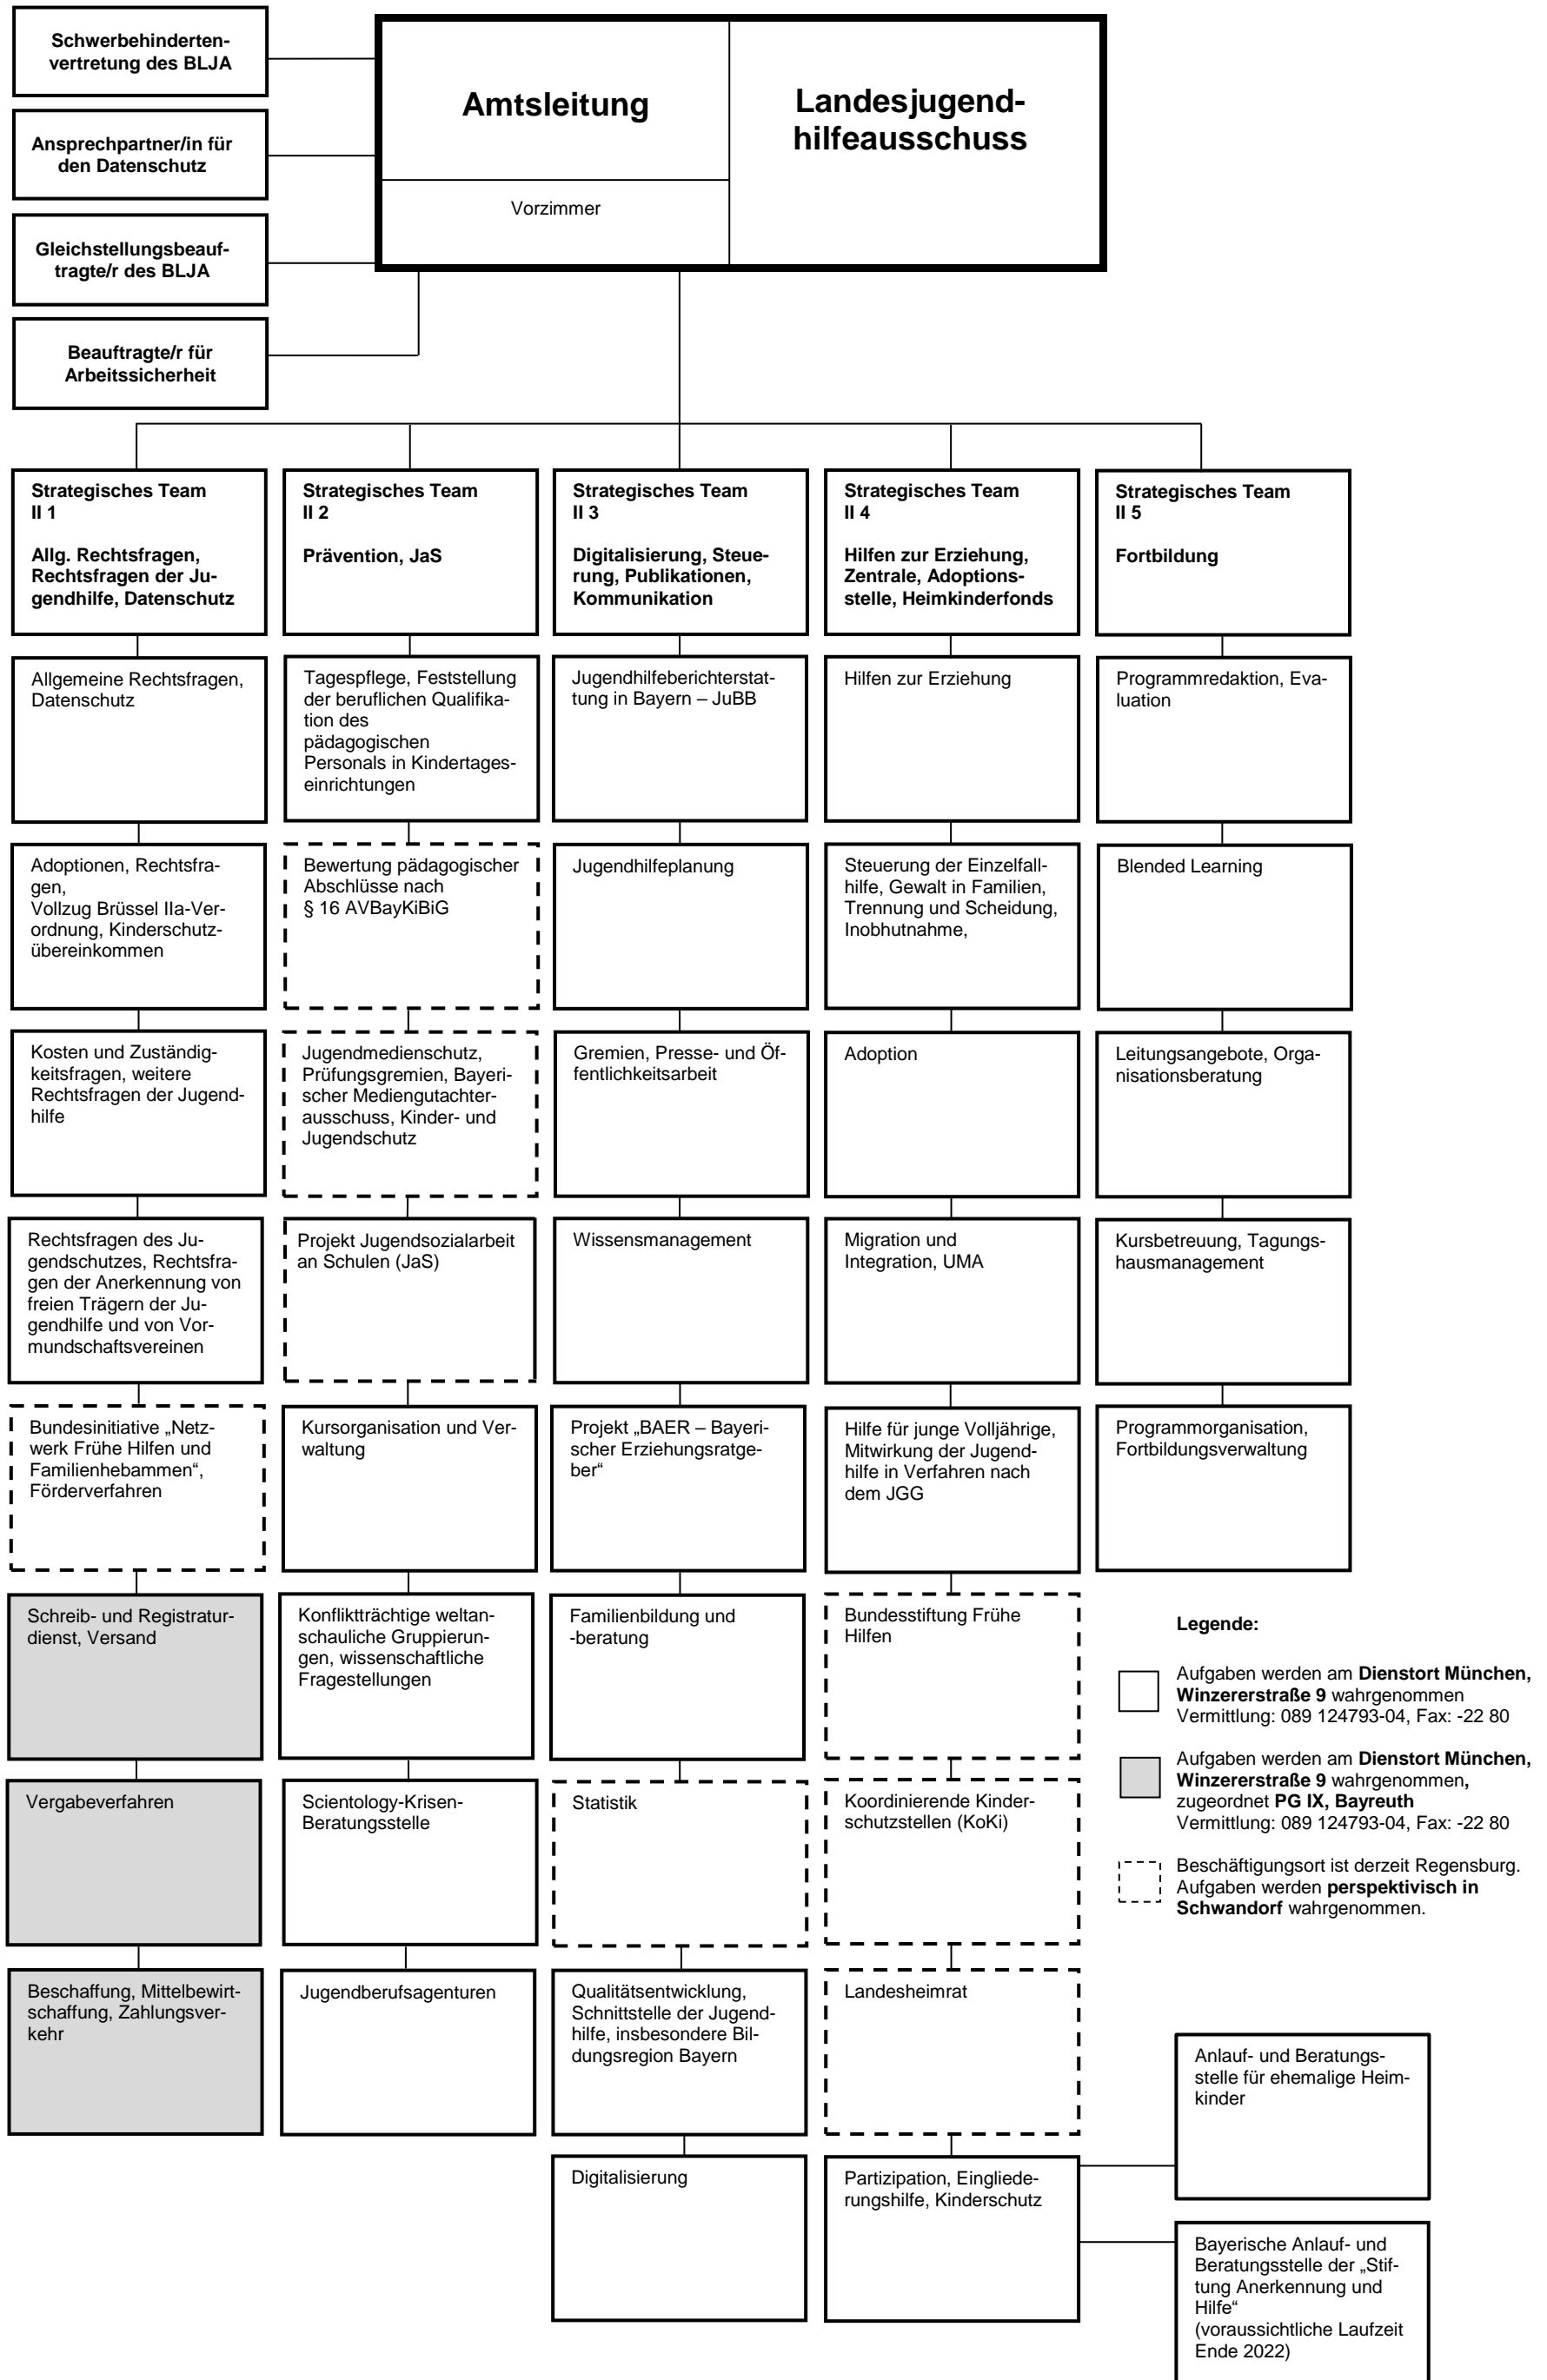 Schwerbehinderten-
vertretung des BLJA
Ansprechpartner/in für
den Datenschutz
Gleichstellungsbeauf-
tragte/r des BLJA
Beauftragte/r für
Arbeitssicherheit
Amtsleitung
Vorzimmer
Landesjugend-
hilfeausschuss
Strategisches Team
II 1
Allg. Rechtsfragen,
Rechtsfragen der Ju-
gendhilfe, Datenschutz
Allgemeine Rechtsfragen,
Datenschutz
Adoptionen, Rechtsfra-
gen,
Vollzug Brüssel IIa-Ver-
ordnung, Kinderschutz-
übereinkommen
Kosten und Zuständig-
keitsfragen, weitere
Rechtsfragen der Jugend-
hilfe
Rechtsfragen des Ju-
gendschutzes, Rechtsfra-
gen der Anerkennung von
freien Trägern der Ju-
gendhilfe und von Vor-
mundschaftsvereinen
Bundesinitiative „Netz-
werk Frühe Hilfen und
Familienhebammen“,
Förderverfahren
Schreib- und Registratur-
dienst, Versand
Vergabeverfahren
Beschaffung, Mittelbewirt-
schaffung, Zahlungsver-
kehr
Strategisches Team
II 2
Prävention, JaS
Tagespflege, Feststellung
der beruflichen Qualifika-
tion des
pädagogischen
Personals in Kindertages-
einrichtungen
Bewertung pädagogischer
Abschlüsse nach
§ 16 AVBayKiBiG
Jugendmedienschutz,
Prüfungsgremien, Bayeri-
scher Mediengutachter-
ausschuss, Kinder- und
Jugendschutz
Projekt Jugendsozialarbeit
an Schulen (JaS)
Kursorganisation und Ver-
waltung
Konfliktträchtige weltan-
schauliche Gruppierun-
gen, wissenschaftliche
Fragestellungen
Scientology-Krisen-
Beratungsstelle
Jugendberufsagenturen
Strategisches Team
II 3
Digitalisierung, Steue-
rung, Publikationen,
Kommunikation
Jugendhilfeberichterstat-
tung in Bayern – JuBB
Jugendhilfeplanung
Gremien, Presse- und Öf-
fentlichkeitsarbeit
Wissensmanagement
Projekt „BAER – Bayeri-
scher Erziehungsratge-
ber“
Familienbildung und
-beratung
Statistik
Qualitätsentwicklung,
Schnittstelle der Jugend-
hilfe, insbesondere Bil-
dungsregion Bayern
Digitalisierung
Strategisches Team
II 4
Hilfen zur Erziehung,
Zentrale, Adoptions-
stelle, Heimkinderfonds
Hilfen zur Erziehung
Steuerung der Einzelfall-
hilfe, Gewalt in Familien,
Trennung und Scheidung,
Inobhutnahme,
Adoption
Migration und
Integration, UMA
Hilfe für junge Volljährige,
Mitwirkung der Jugend-
hilfe in Verfahren nach
dem JGG
Bundesstiftung Frühe
Hilfen
Koordinierende Kinder-
schutzstellen (KoKi)
Landesheimrat
Partizipation, Eingliede-
rungshilfe, Kinderschutz
Strategisches Team
II 5
Fortbildung
Programmredaktion, Eva-
luation
Blended Learning
Leitungsangebote, Orga-
nisationsberatung
Kursbetreuung, Tagungs-
hausmanagement
Programmorganisation,
Fortbildungsverwaltung
Legende:
Aufgaben werden am Dienstort München,
Winzererstraße 9 wahrgenommen
Vermittlung: 089 124793-04, Fax: -22 80
Aufgaben werden am Dienstort München,
Winzererstraße 9 wahrgenommen,
zugeordnet PG IX, Bayreuth
Vermittlung: 089 124793-04, Fax: -22 80
Beschäftigungsort ist derzeit Regensburg.
Aufgaben werden perspektivisch in
Schwandorf wahrgenommen.
Anlauf- und Beratungs-
stelle für ehemalige Heim-
kinder
Bayerische Anlauf- und
Beratungsstelle der „Stif-
tung Anerkennung und
Hilfe“
(voraussichtliche Laufzeit
Ende 2022)